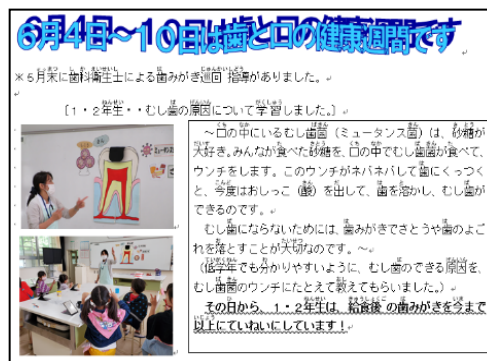 6月4日～10日は歯と口の健康週間です
※5月末に歯科衛生士による歯みがき巡回 指導がありました。
〔1・2年生・・むし歯の原因について学習しました。〕
～口の中にいるむし歯菌（ミュータンス菌）は、砂糖が
大好き。みんなが食べた砂糖を、口の中でむし歯菌が食べて、
ウンチをします。このウンチがネバネバして歯にくっつく
と、今度はおしっこ（酸）を出して、歯を溶かし、むし歯が
できるのです。
むし歯にならないためには、歯みがきでさとうや歯のよご
れを落とすことが大切なのです。～
（低学年でも分かりやすいように、むし歯のできる原因を、
むし歯菌のウンチにたとえて教えてもらいました。）
その日から、1・2年生は、給食後の歯みがきを今まで
以上にていねいにしています！